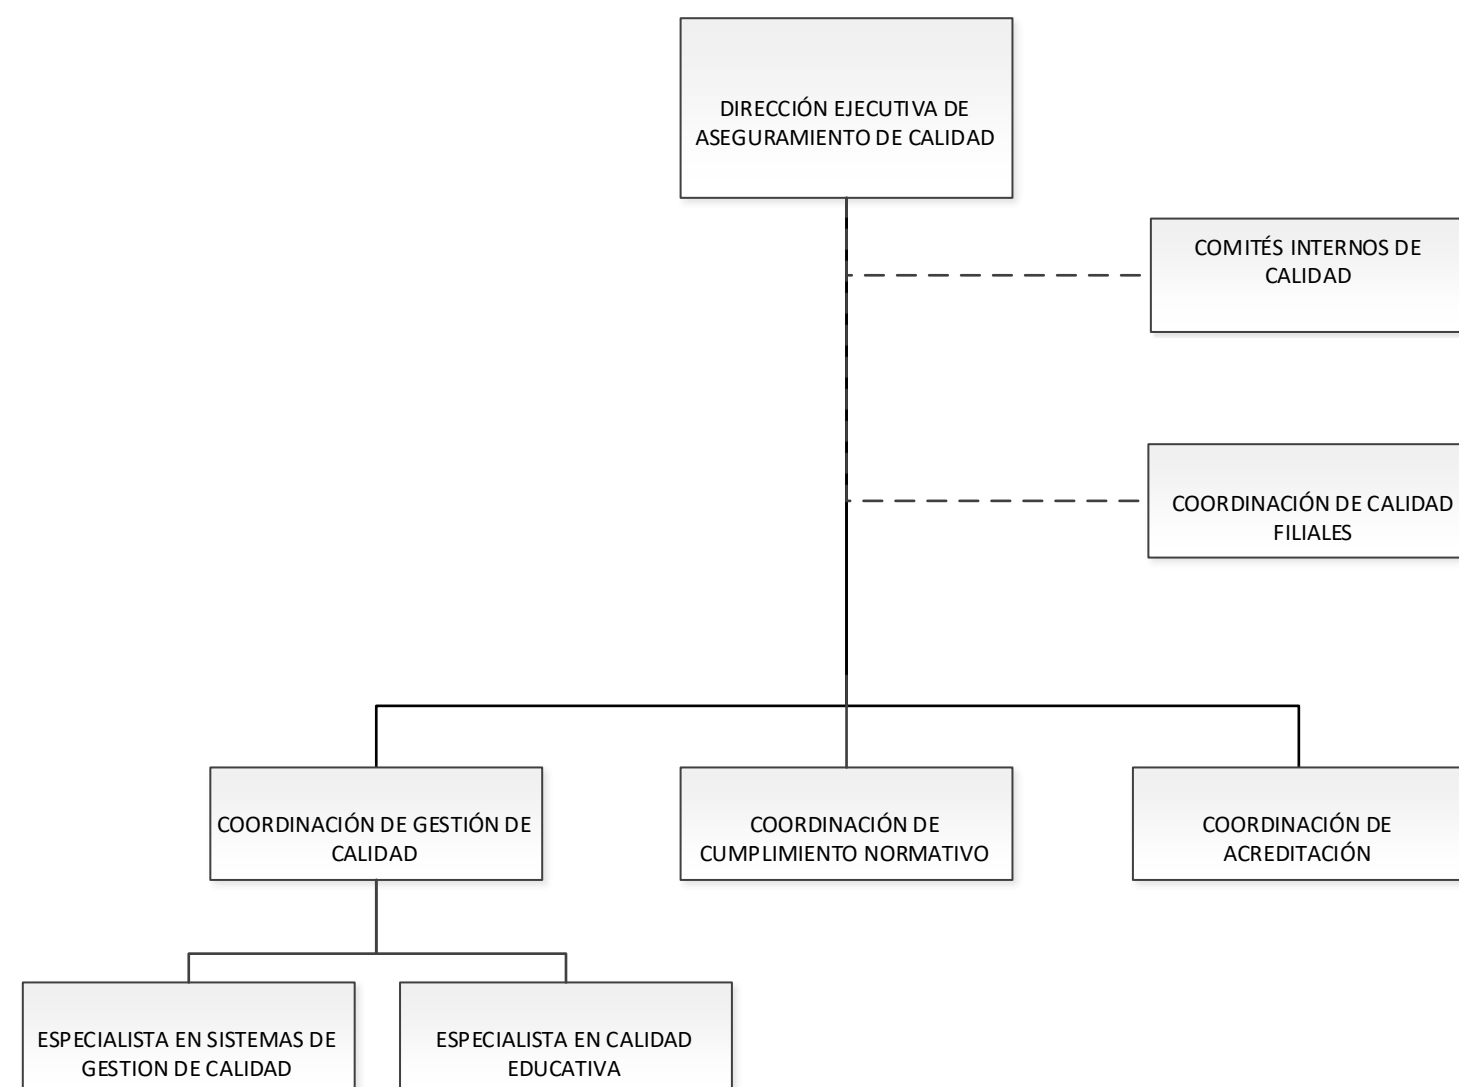 DIRECCIÓN EJECUTIVA DE
ASEGURAMIENTO DE CALIDAD
COMITÉS INTERNOS DE
CALIDAD
COORDINACIÓN DE CALIDAD
FILIALES
COORDINACIÓN DE GESTIÓN DE
CALIDAD
COORDINACIÓN DE
CUMPLIMIENTO NORMATIVO
COORDINACIÓN DE
ACREDITACIÓN
ESPECIALISTA EN SISTEMAS DE
GESTION DE CALIDAD
ESPECIALISTA EN CALIDAD
EDUCATIVA